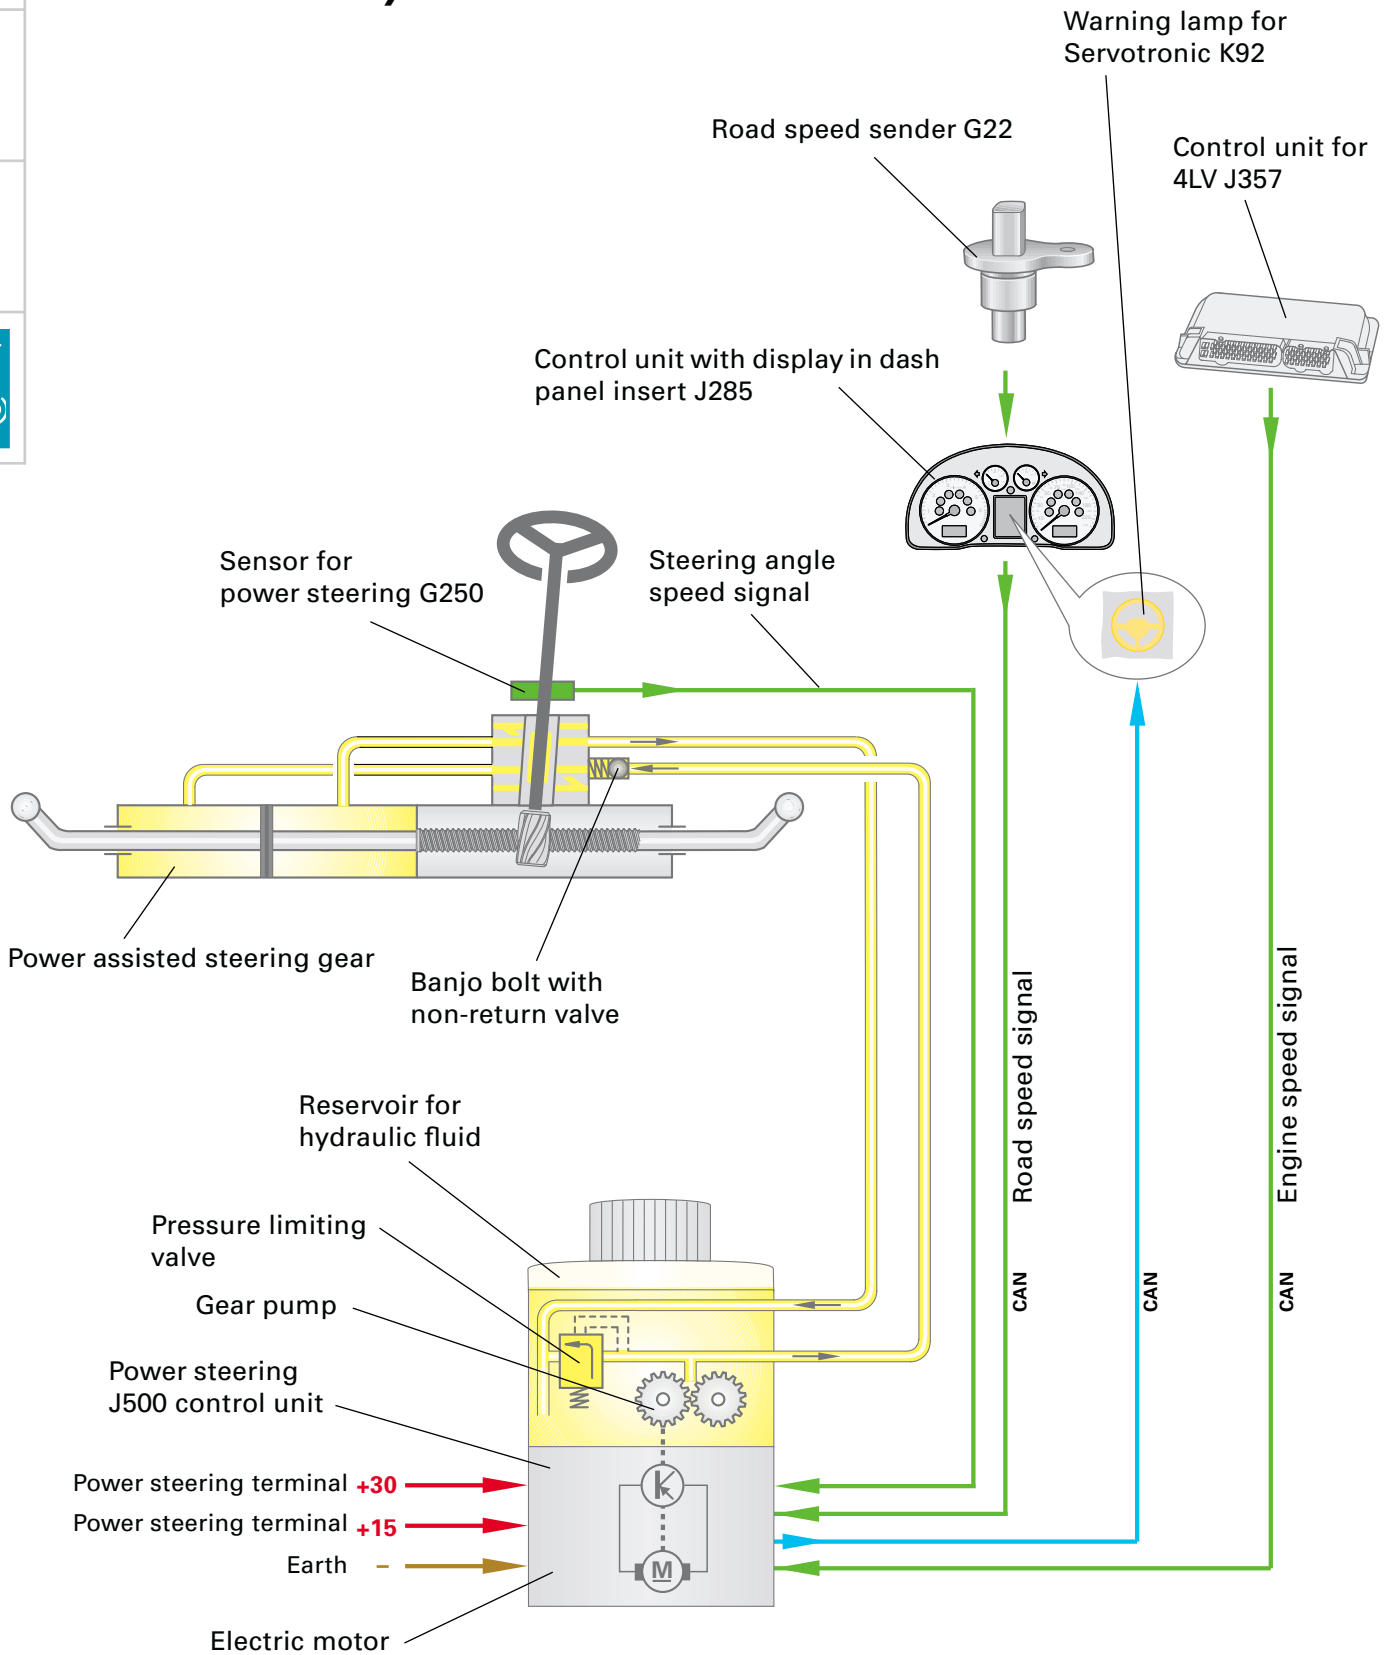 Warning lamp for
Servotronic K92
Road speed sender G22
Control unit for
4LV J357
Control unit with display in dash
panel insert J285
Sensor for
power steering G250
Steering angle
speed signal
Power assisted steering gear
Banjo bolt with
non-return valve
Road speed signal
Engine speed signal
Reservoir for
hydraulic fluid
Pressure limiting
valve
Gear pump
CAN
CAN
CAN
Power steering
J500 control unit
Power steering terminal +30
Power steering terminal +15
Earth –
M
Electric motor